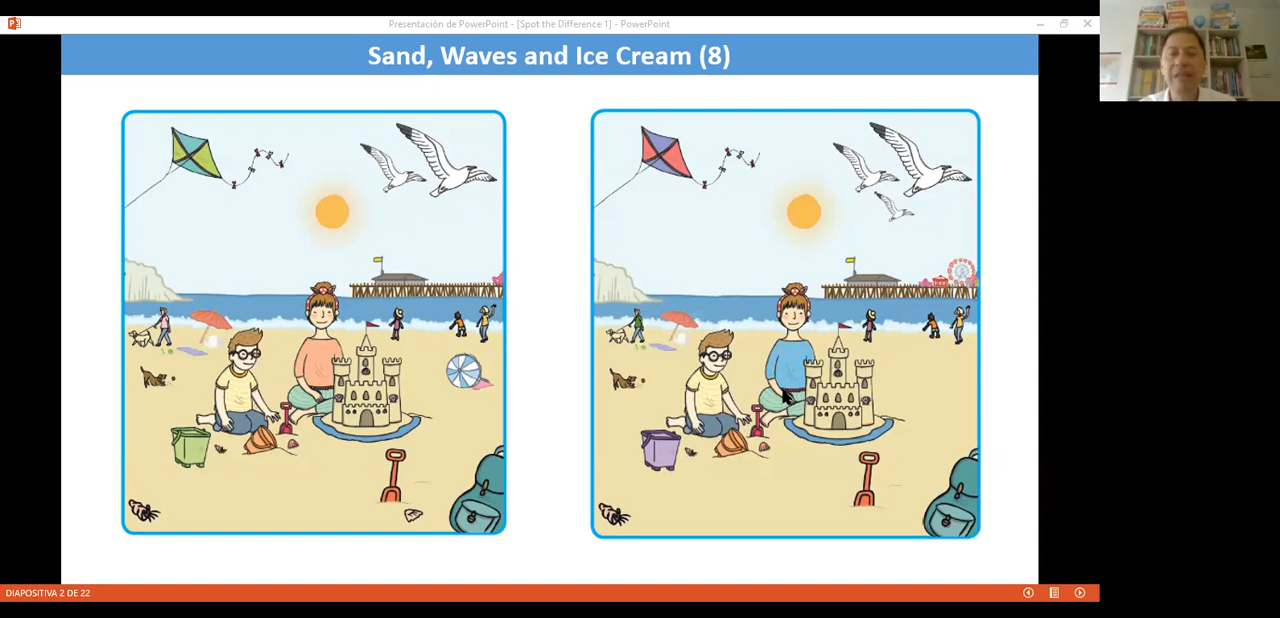 Presentación de PowerPoint - [Spot the Difference 1] - PowerPoint
Sand, Waves and Ice Cream (8)
DIAPOSITIVA 2 DE 22